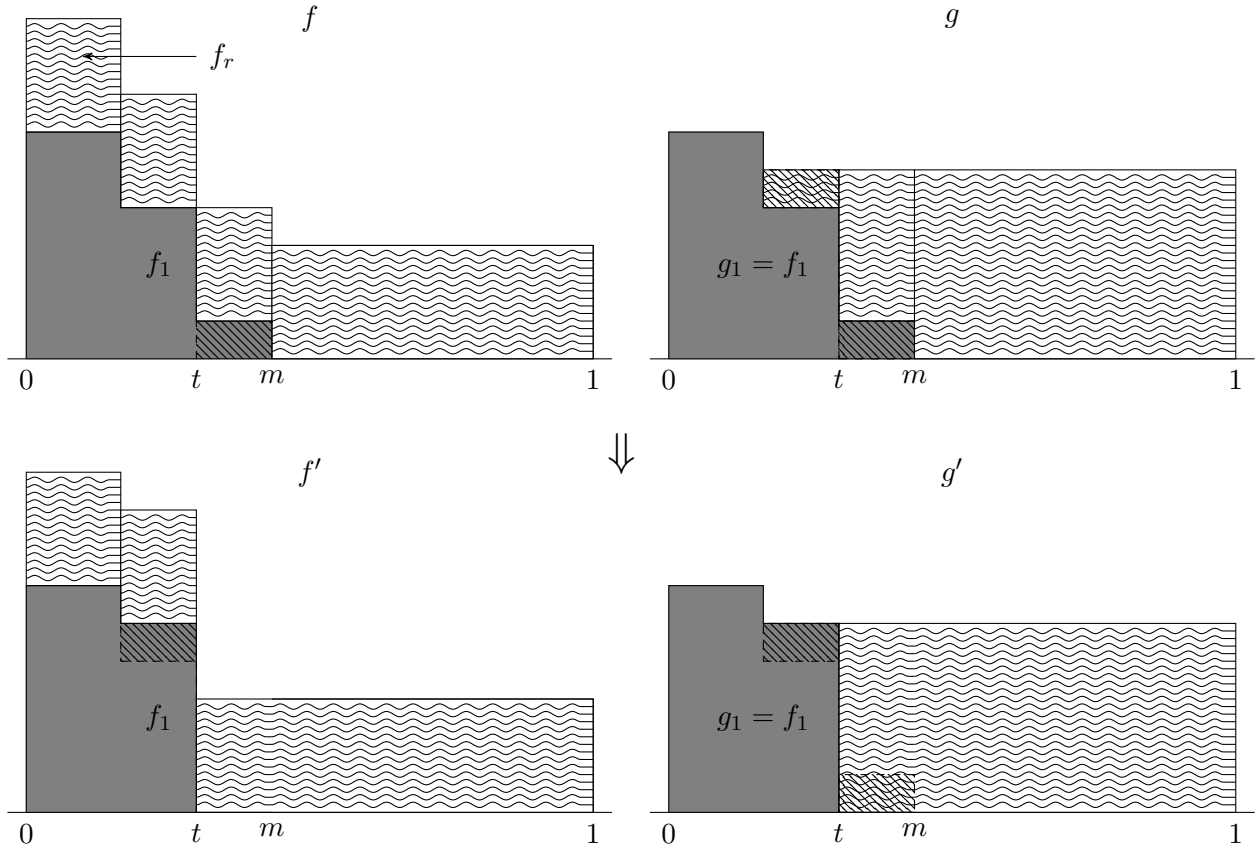 f
g
f_r
f_1
g_1 = f_1
0 t m 1
0 t m 1
⇓
f'
g'
f_1
g_1 = f_1
0 t m 1
0 t m 1